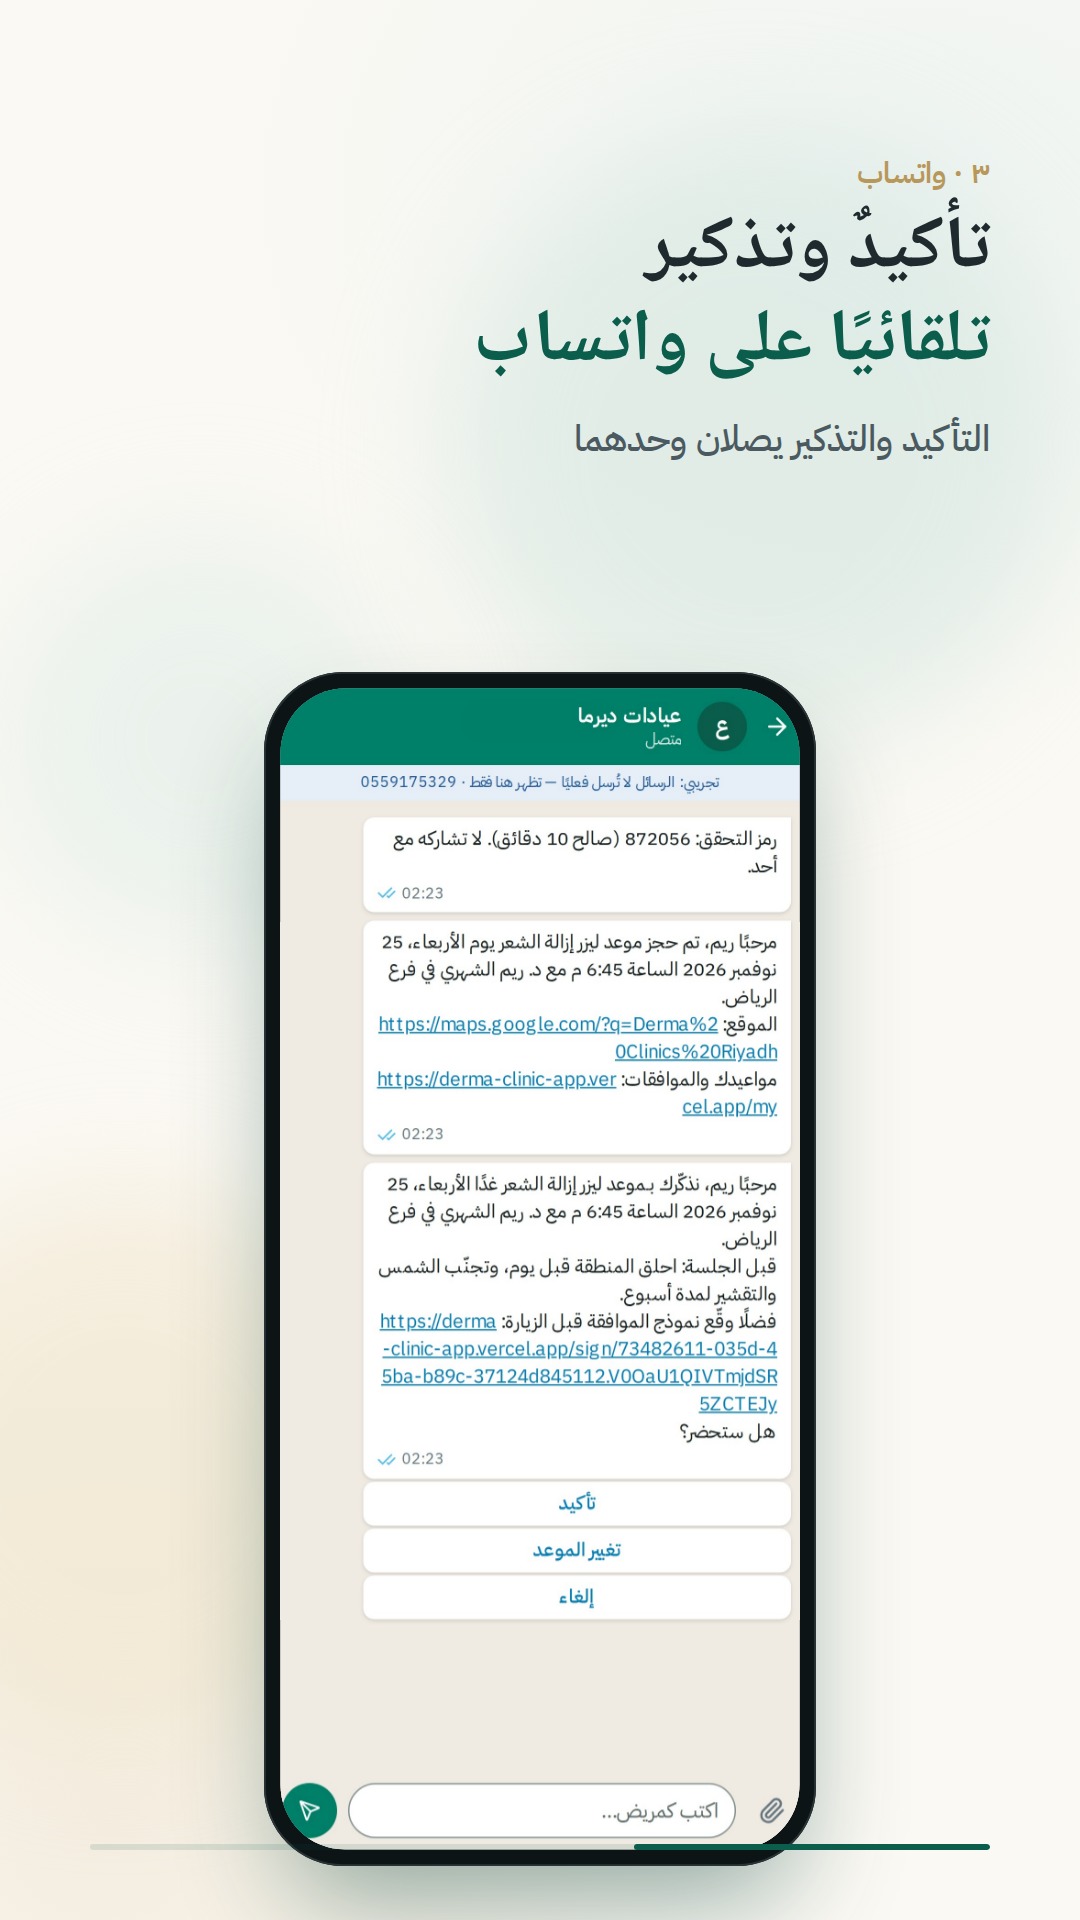 ٣ · واتساب
تأكيدٌ وتذكير
تلقائيًا على واتساب
التأكيد والتذكير يصلان وحدهما
عيادات ديرما
ع
متصل
تجريبي: الرسائل لا تُرسل فعليًا — تظهر هنا فقط · 0559175329
رمز التحقق: 872056 (صالح 10 دقائق). لا تشاركه مع
أحد.
02:23
مرحبًا ريم، تم حجز موعد ليزر إزالة الشعر يوم الأربعاء، 25
نوفمبر 2026 الساعة 6:45 م مع د. ريم الشهري في فرع
الرياض.
الموقع: https://maps.google.com/?q=Derma%2
0Clinics%20Riyadh
مواعيدك والموافقات: https://derma-clinic-app.ver
cel.app/my
02:23
مرحبًا ريم، نذكّرك بموعد ليزر إزالة الشعر غدًا الأربعاء، 25
نوفمبر 2026 الساعة 6:45 م مع د. ريم الشهري في فرع
الرياض.
قبل الجلسة: احلق المنطقة قبل يوم، وتجنّب الشمس
والتقشير لمدة أسبوع.
فضلًا وقّع نموذج الموافقة قبل الزيارة: https://derma
-clinic-app.vercel.app/sign/73482611-035d-4
5ba-b89c-37124d845112.V0OaU1QIVTmjdSR
5ZCTEJy
هل ستحضر؟
02:23
تأكيد
تغيير الموعد
إلغاء
اكتب كمريض...